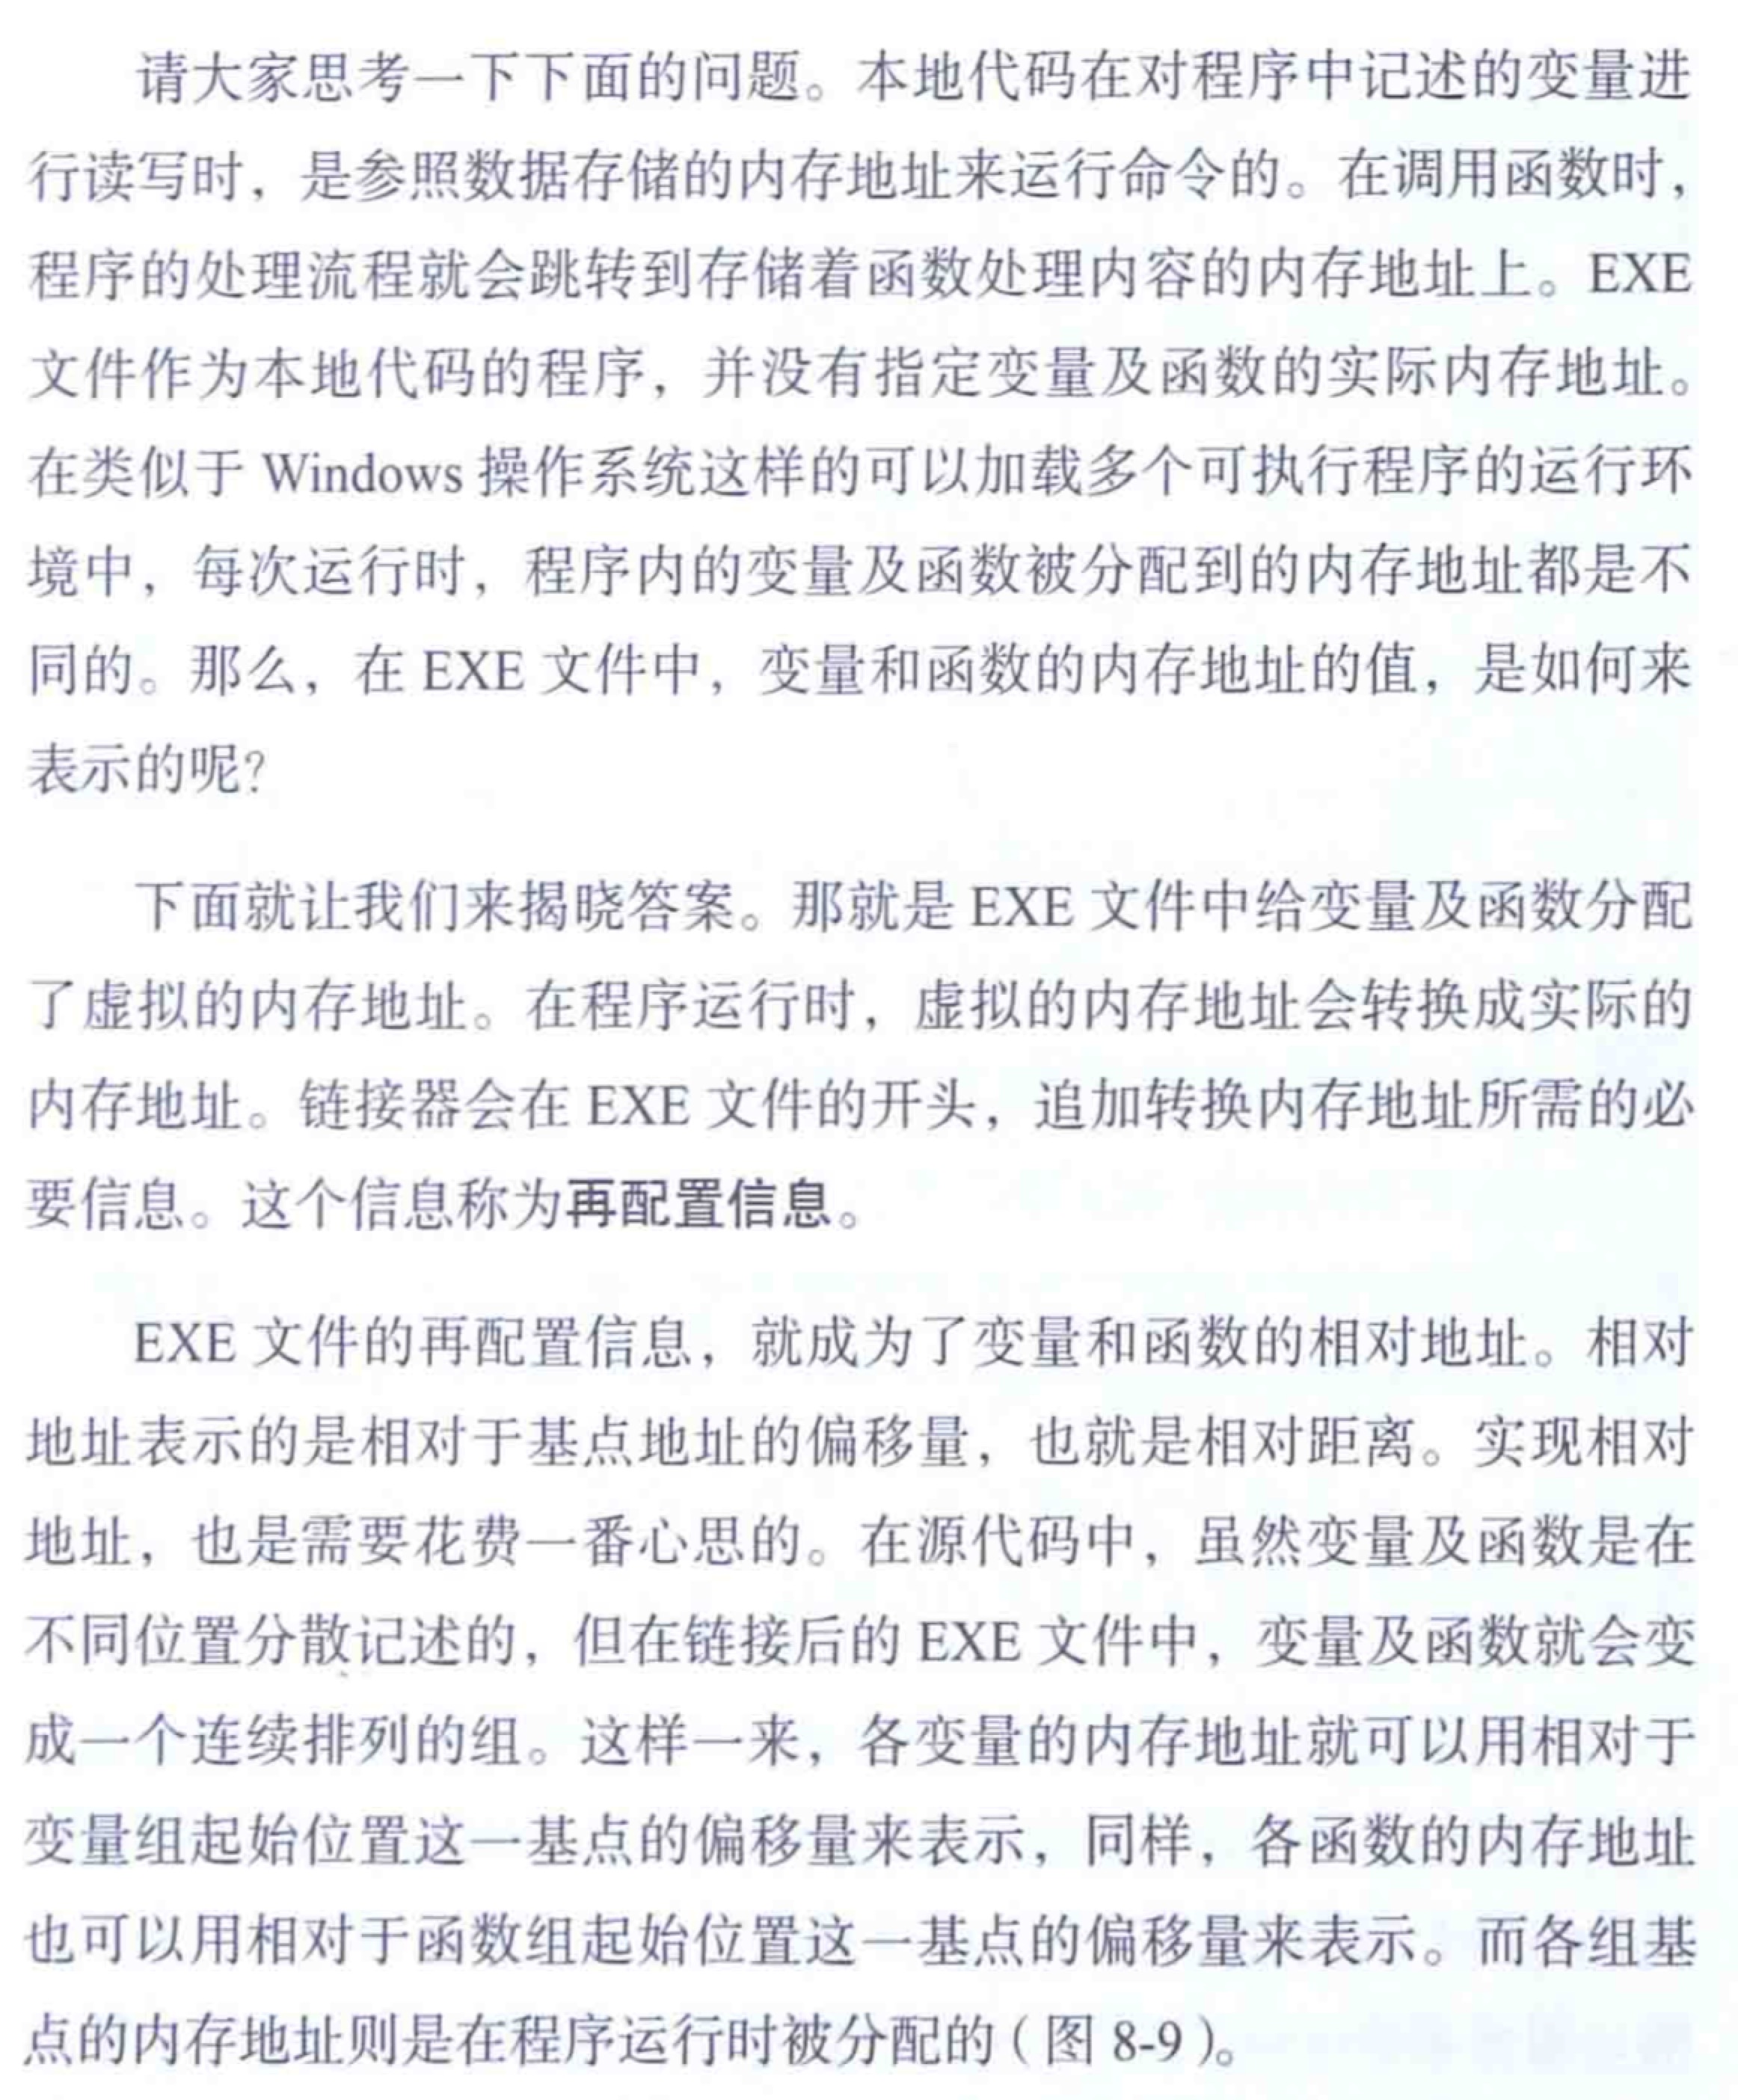 请大家思考一下下面的问题。本地代码在对程序中记述的变量进
行读写时，是参照数据存储的内存地址来运行命令的。在调用函数时，
程序的处理流程就会跳转到存储着函数处理内容的内存地址上。EXE
文件作为本地代码的程序，并没有指定变量及函数的实际内存地址。
在类似于 Windows 操作系统这样的可以加载多个可执行程序的运行环
境中，每次运行时，程序内的变量及函数被分配到的内存地址都是不
同的。那么，在 EXE 文件中，变量和函数的内存地址的值，是如何来
表示的呢？
下面就让我们来揭晓答案。那就是 EXE 文件中给变量及函数分配
了虚拟的内存地址。在程序运行时，虚拟的内存地址会转换成实际的
内存地址。链接器会在 EXE 文件的开头，追加转换内存地址所需的必
要信息。这个信息称为再配置信息。
EXE 文件的再配置信息，就成为了变量和函数的相对地址。相对
地址表示的是相对于基点地址的偏移量，也就是相对距离。实现相对
地址，也是需要花费一番心思的。在源代码中，虽然变量及函数是在
不同位置分散记述的，但在链接后的 EXE 文件中，变量及函数就会变
成一个连续排列的组。这样一来，各变量的内存地址就可以用相对于
变量组起始位置这一基点的偏移量来表示，同样，各函数的内存地址
也可以用相对于函数组起始位置这一基点的偏移量来表示。而各组基
点的内存地址则是在程序运行时被分配的（图 8-9）。